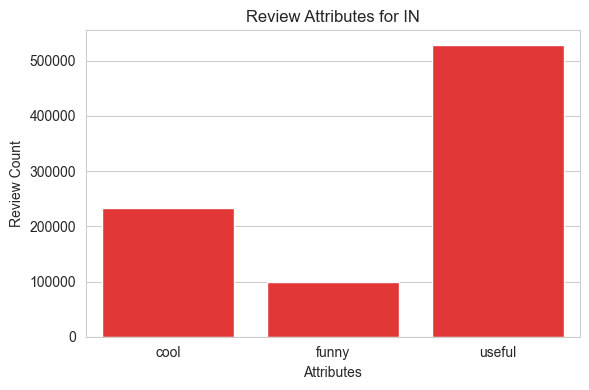 Review Attributes for IN
Review Count
500000
400000
300000
200000
100000
0
cool funny useful
Attributes